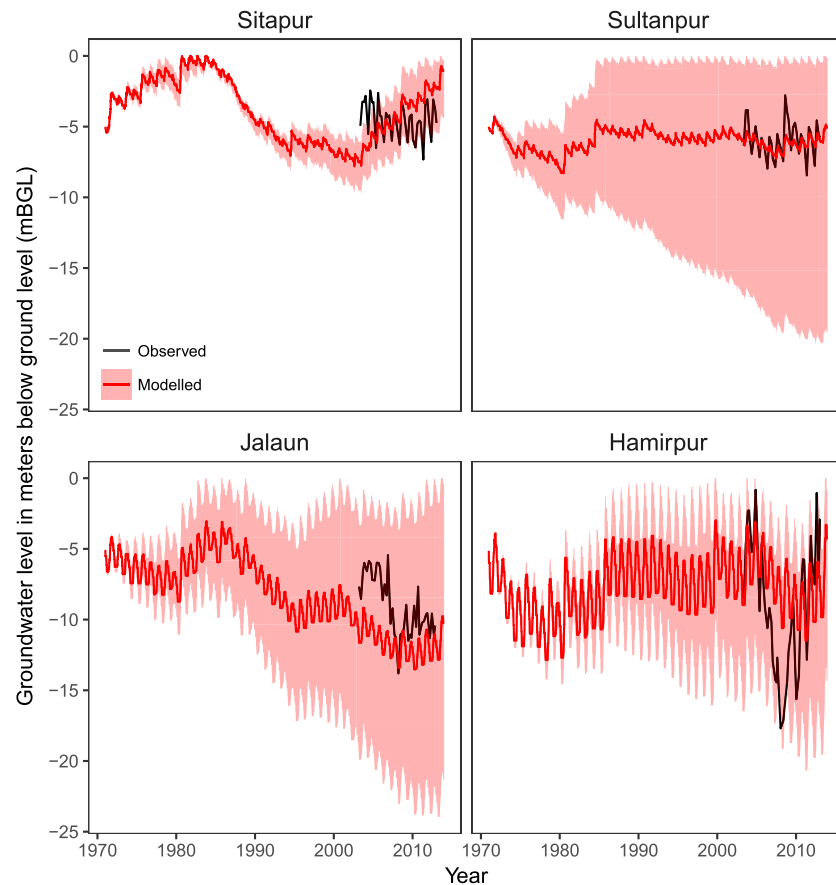 Sitapur
Sultanpur
0
−5
−10
−15
−20
−25
Observed
Modelled
Groundwater level in meters below ground level (mBGL)
Jalaun
Hamirpur
0
−5
−10
−15
−20
−25
1970 1980 1990 2000 2010
1970 1980 1990 2000 2010
Year